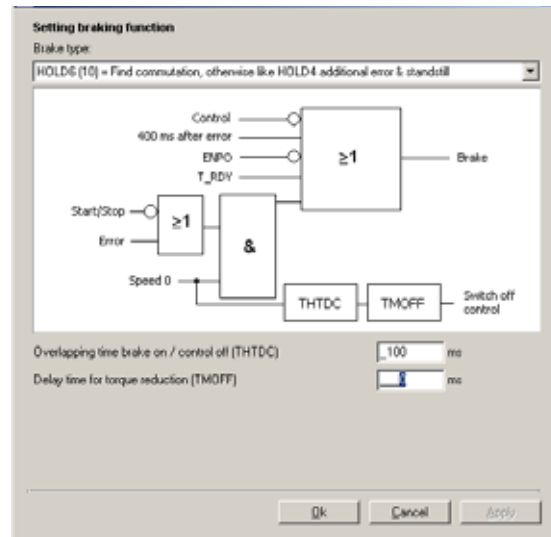 Setting braking function
Brake type:
HOLD6 (10) = Find commutation, otherwise like HOLD4 additional error & standstill
Control
400 ms after error
ENPO
T_RDY
≥1
Brake
Start/Stop
Error
≥1
&
Speed 0
THTDC
TMOFF
Switch off
control
Overlapping time brake on / control off (THTDC)
_100
ms
Delay time for torque reduction (TMOFF)
ms
Ok
Cancel
Apply